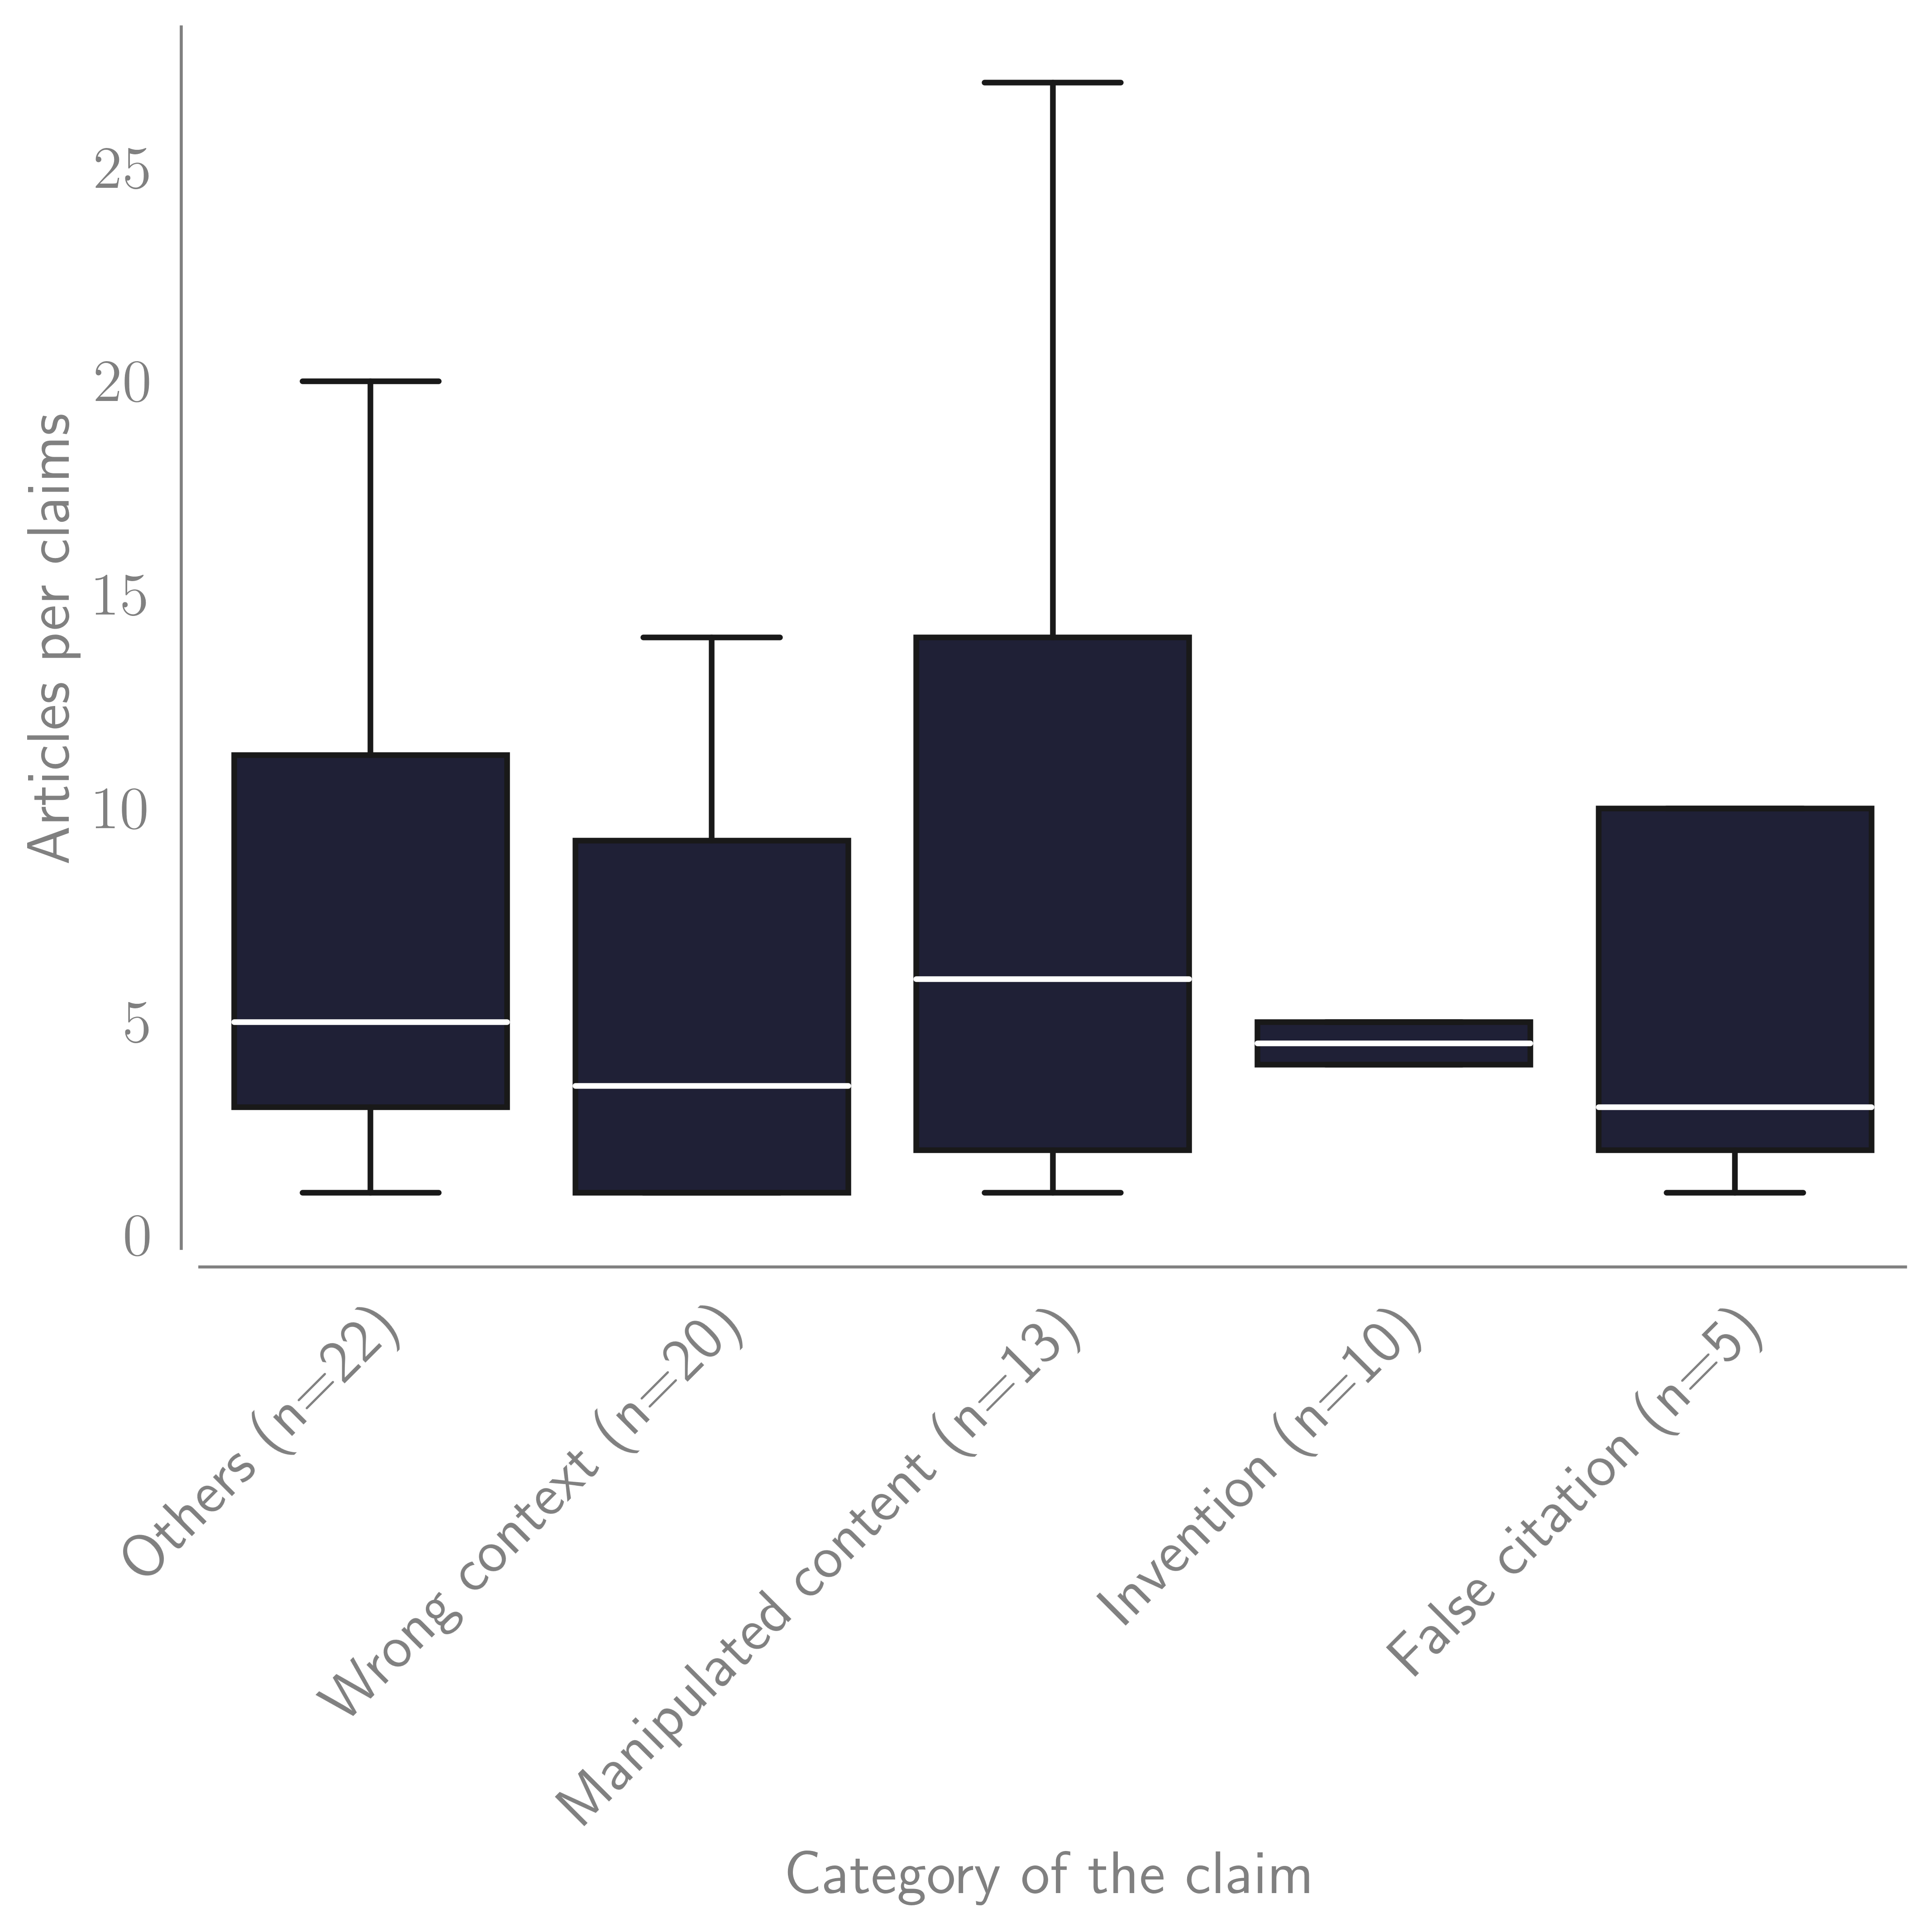 Articles per claims
25
20
15
10
5
0
Others (n=22)
Wrong context (n=20)
Manipulated content (n=13)
Invention (n=10)
False citation (n=5)
Category of the claim